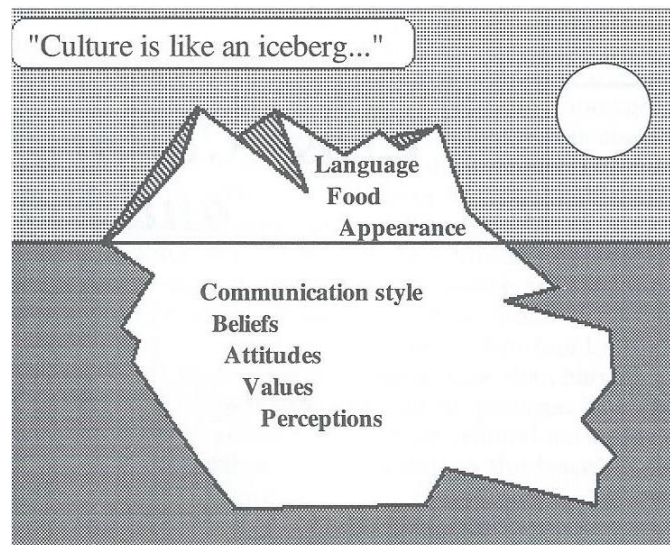 "Culture is like an iceberg..."
Language
Food
Appearance
Communication style
Beliefs
Attitudes
Values
Perceptions